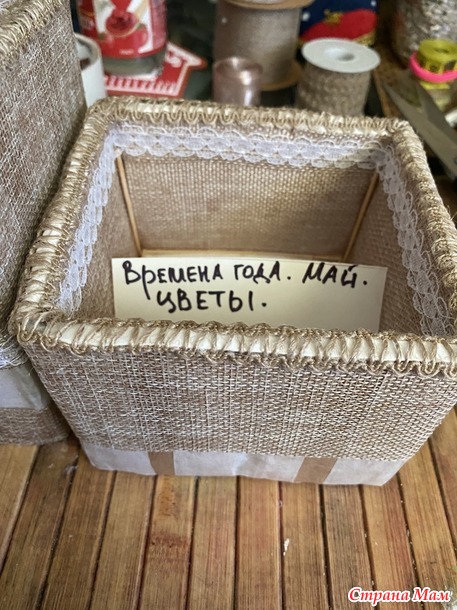 Времена года. Май.
цветы.
Страна Мам